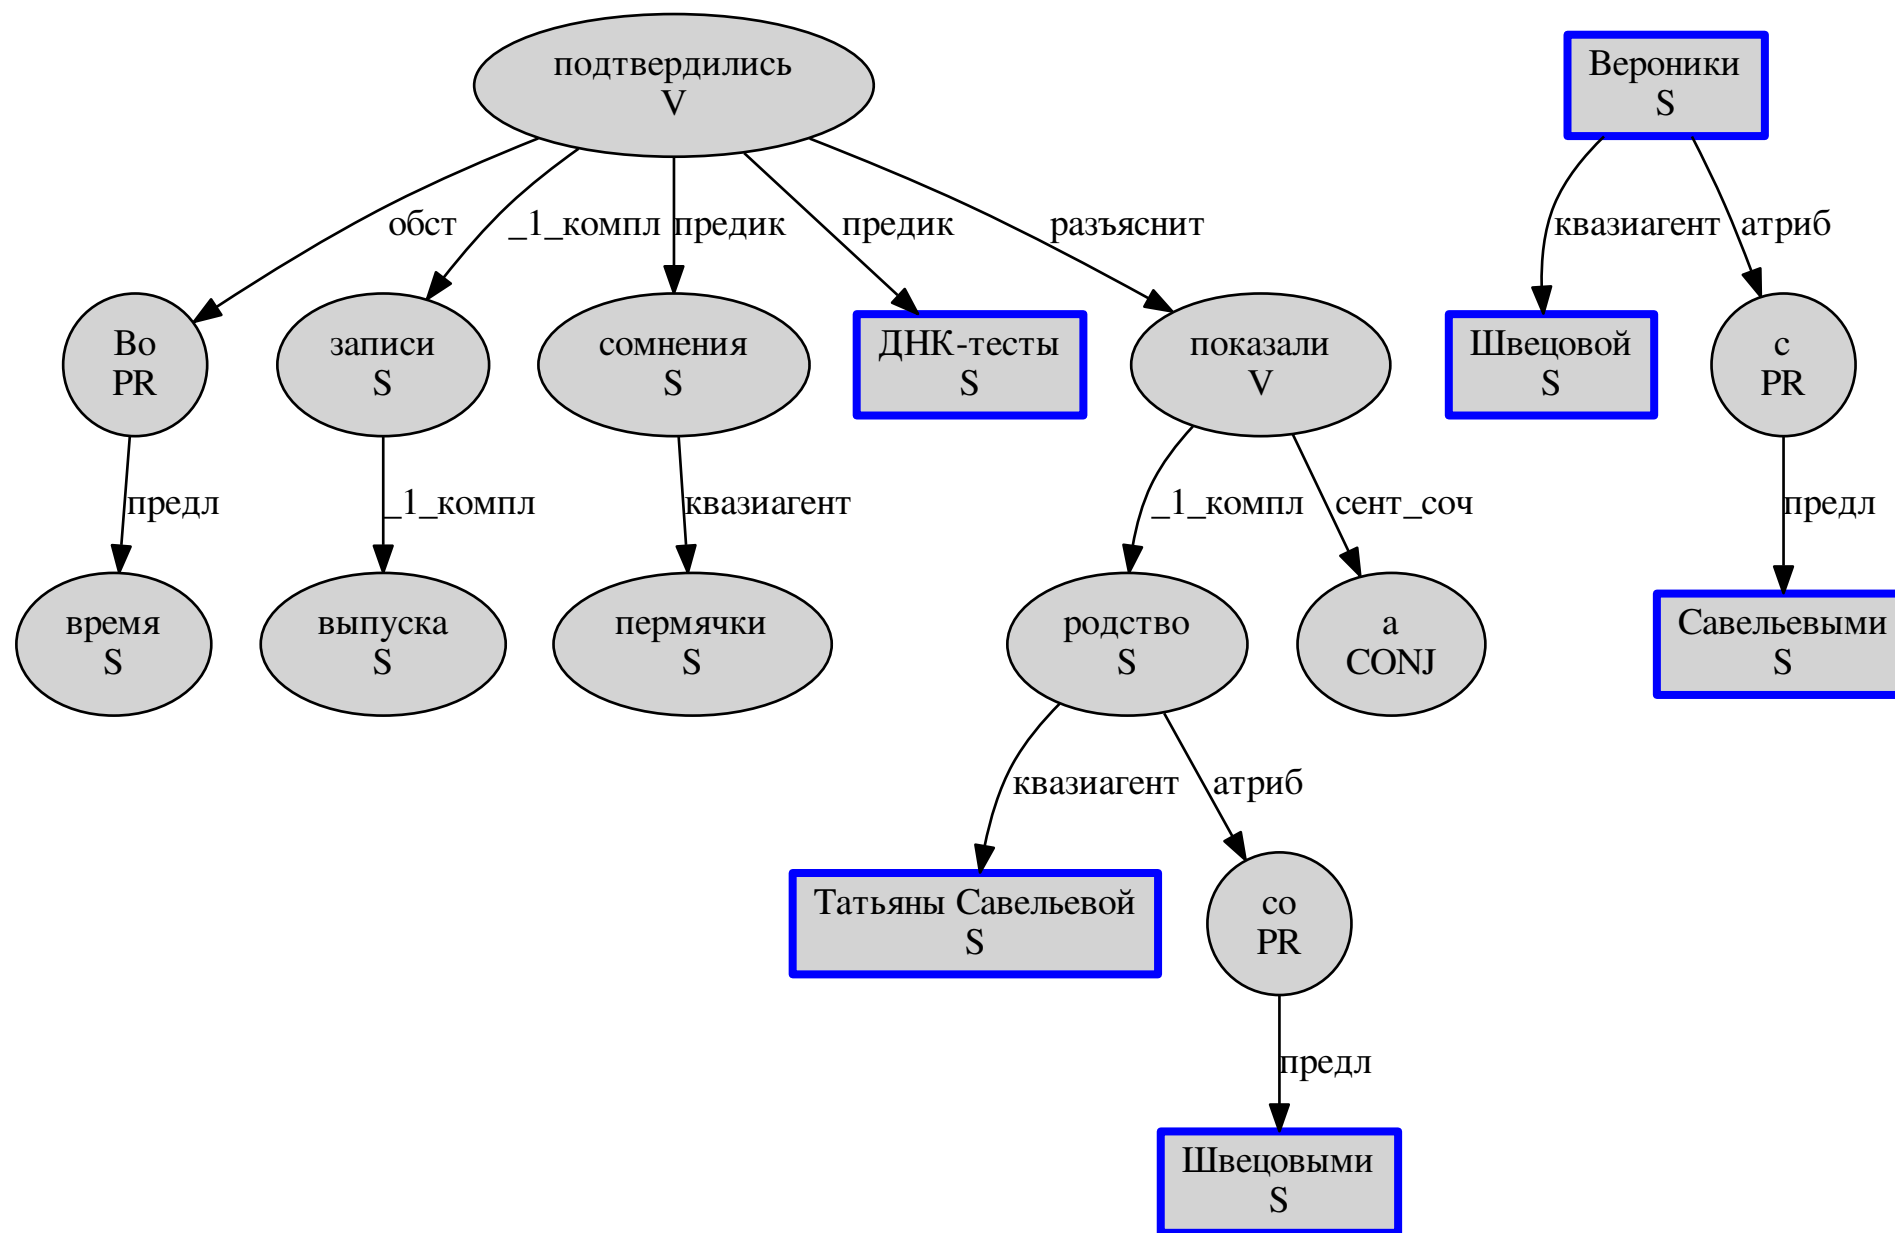 подтвердились
V
Вероники
S
обст
_1_компл
предик
предик
разъяснит
квазиагент
атриб
Во
PR
записи
S
сомнения
S
ДНК-тесты
S
показали
V
Швецовой
S
с
PR
предл
_1_компл
квазиагент
_1_компл
сент_соч
предл
время
S
выпуска
S
пермячки
S
родство
S
а
CONJ
Савельевыми
S
квазиагент
атриб
Татьяны Савельевой
S
со
PR
предл
Швецовыми
S